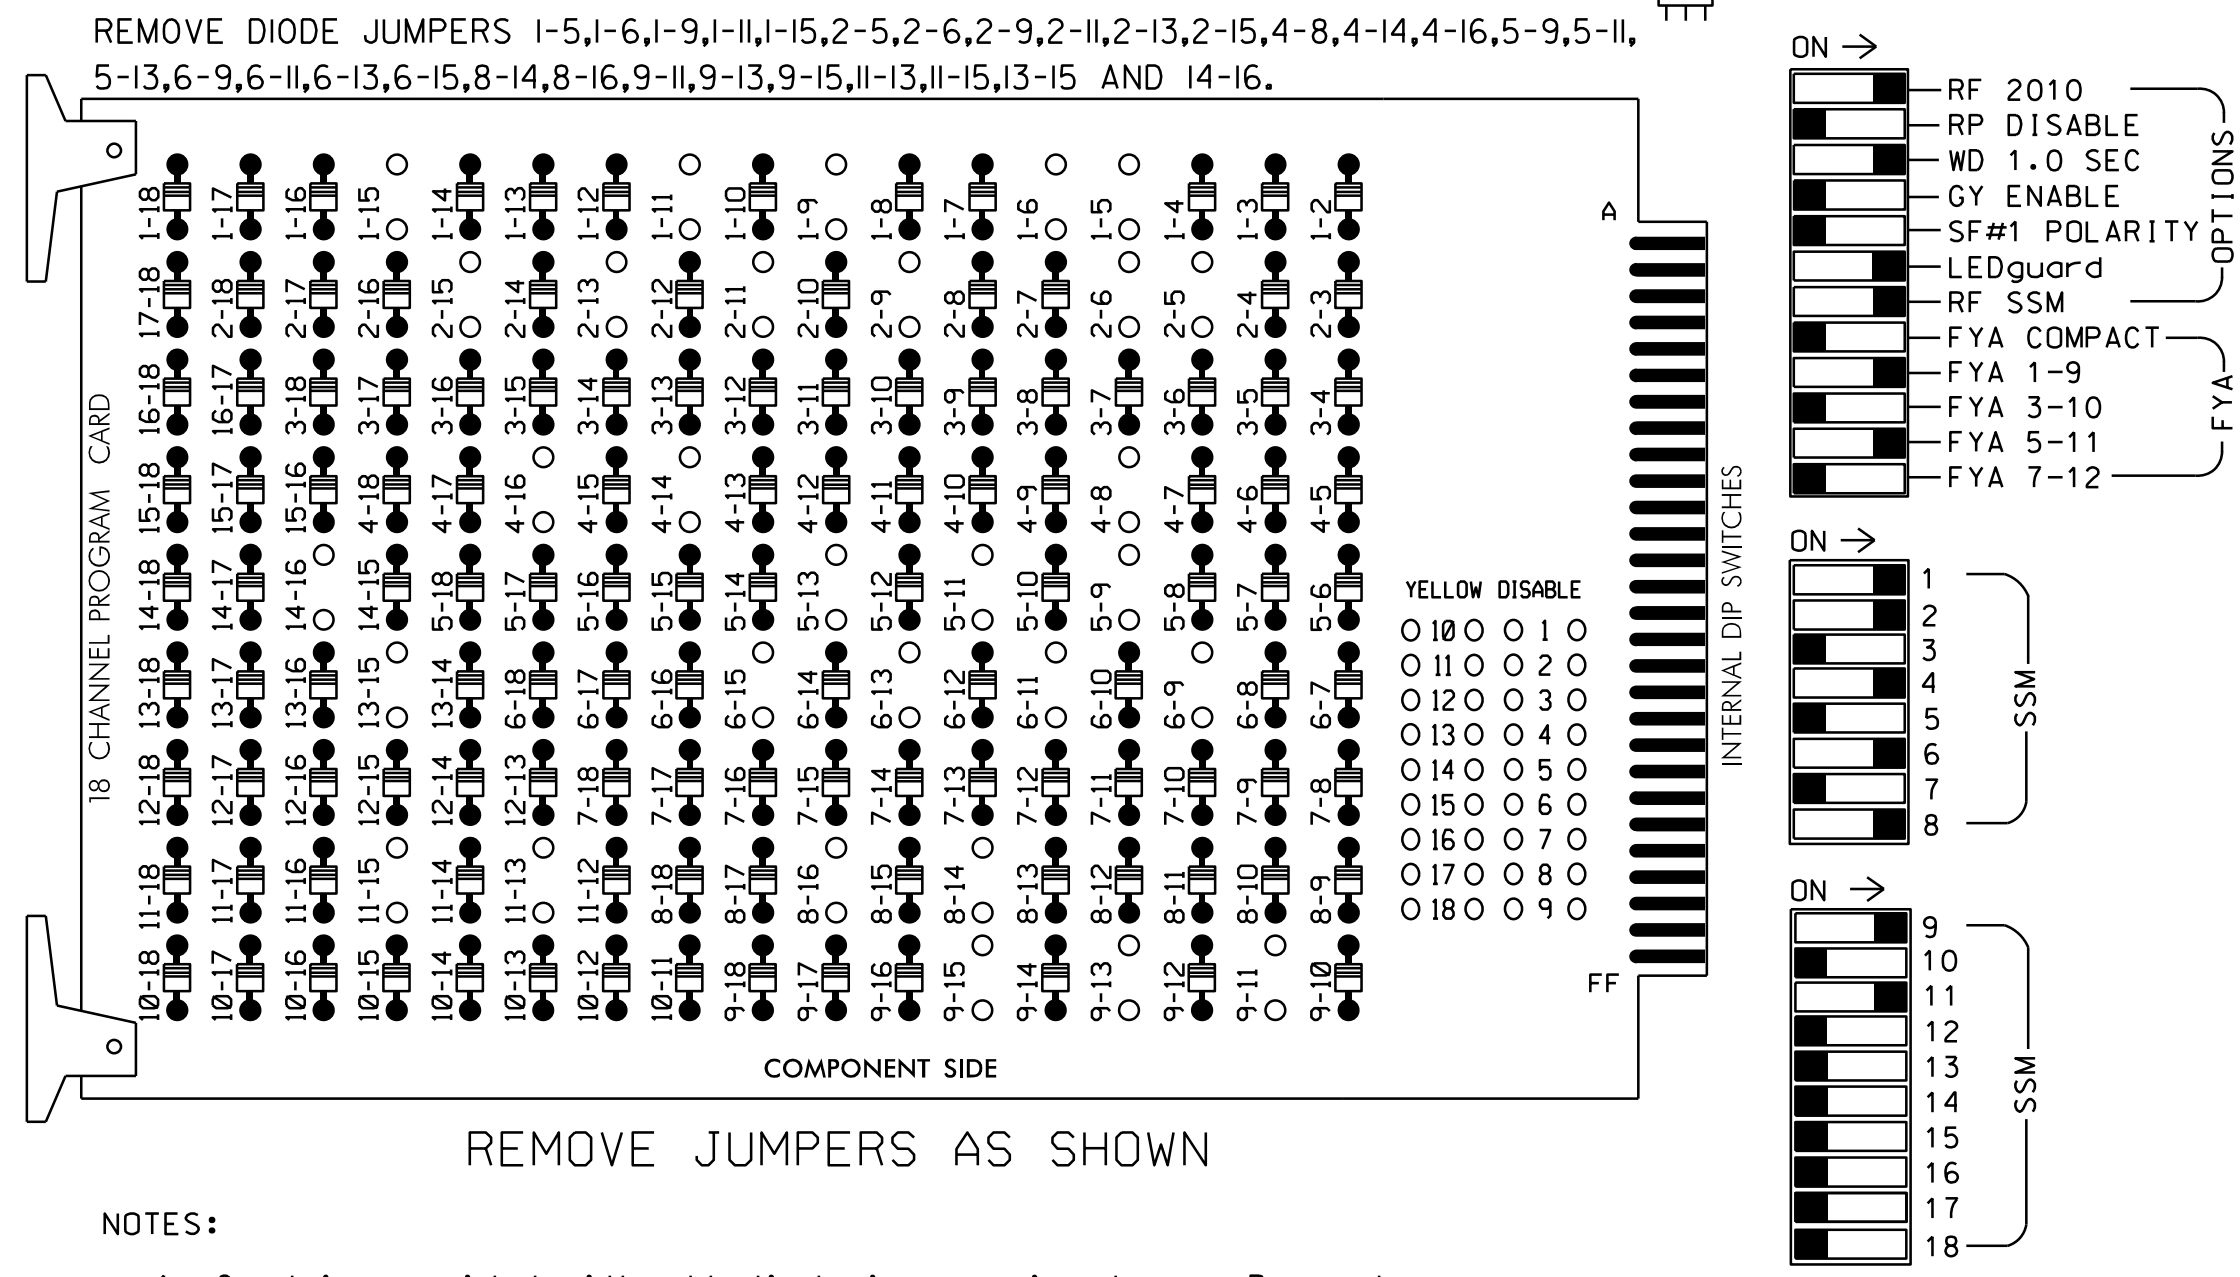 REMOVE DIODE JUMPERS 1-5,1-6,1-9,1-11,1-15,2-5,2-6,2-9,2-11,2-13,2-15,4-8,4-14,4-16,5-9,5-11,
5-13,6-9,6-11,6-13,6-15,8-14,8-16,9-11,9-13,9-15,11-13,11-15,13-15 AND 14-16.
18 CHANNEL PROGRAM CARD
1-18 1-17 1-16 1-15 1-14 1-13 1-12 1-11 1-10 1-9 1-8 1-7 1-6 1-5 1-4 1-3 1-2
17-18 2-18 2-17 2-16 2-15 2-14 2-13 2-12 2-11 2-10 2-9 2-8 2-7 2-6 2-5 2-4 2-3
16-18 16-17 3-18 3-17 3-16 3-15 3-14 3-13 3-12 3-11 3-10 3-9 3-8 3-7 3-6 3-5 3-4
15-18 15-17 15-16 4-18 4-17 4-16 4-15 4-14 4-13 4-12 4-11 4-10 4-9 4-8 4-7 4-6 4-5
14-18 14-17 14-16 14-15 5-18 5-17 5-16 5-15 5-14 5-13 5-12 5-11 5-10 5-9 5-8 5-7 5-6
13-18 13-17 13-16 13-15 13-14 6-18 6-17 6-16 6-15 6-14 6-13 6-12 6-11 6-10 6-9 6-8 6-7
12-18 12-17 12-16 12-15 12-14 12-13 7-18 7-17 7-16 7-15 7-14 7-13 7-12 7-11 7-10 7-9 7-8
11-18 11-17 11-16 11-15 11-14 11-13 11-12 8-18 8-17 8-16 8-15 8-14 8-13 8-12 8-11 8-10 8-9
10-18 10-17 10-16 10-15 10-14 10-13 10-12 10-11 9-18 9-17 9-16 9-15 9-14 9-13 9-12 9-11 9-10
YELLOW DISABLE
10 1
11 2
12 3
13 4
14 5
15 6
16 7
17 8
18 9
A
FF
COMPONENT SIDE
INTERNAL DIP SWITCHES
REMOVE JUMPERS AS SHOWN
NOTES:
ON →
RF 2010
RP DISABLE
WD 1.0 SEC
GY ENABLE
SF#1 POLARITY
LEDguard
RF SSM
OPTIONS
FYA COMPACT
FYA 1-9
FYA 3-10
FYA 5-11
FYA 7-12
FYA
ON →
1
2
3
4
5
6
7
8
SSM
ON →
9
10
11
12
13
14
15
16
17
18
SSM